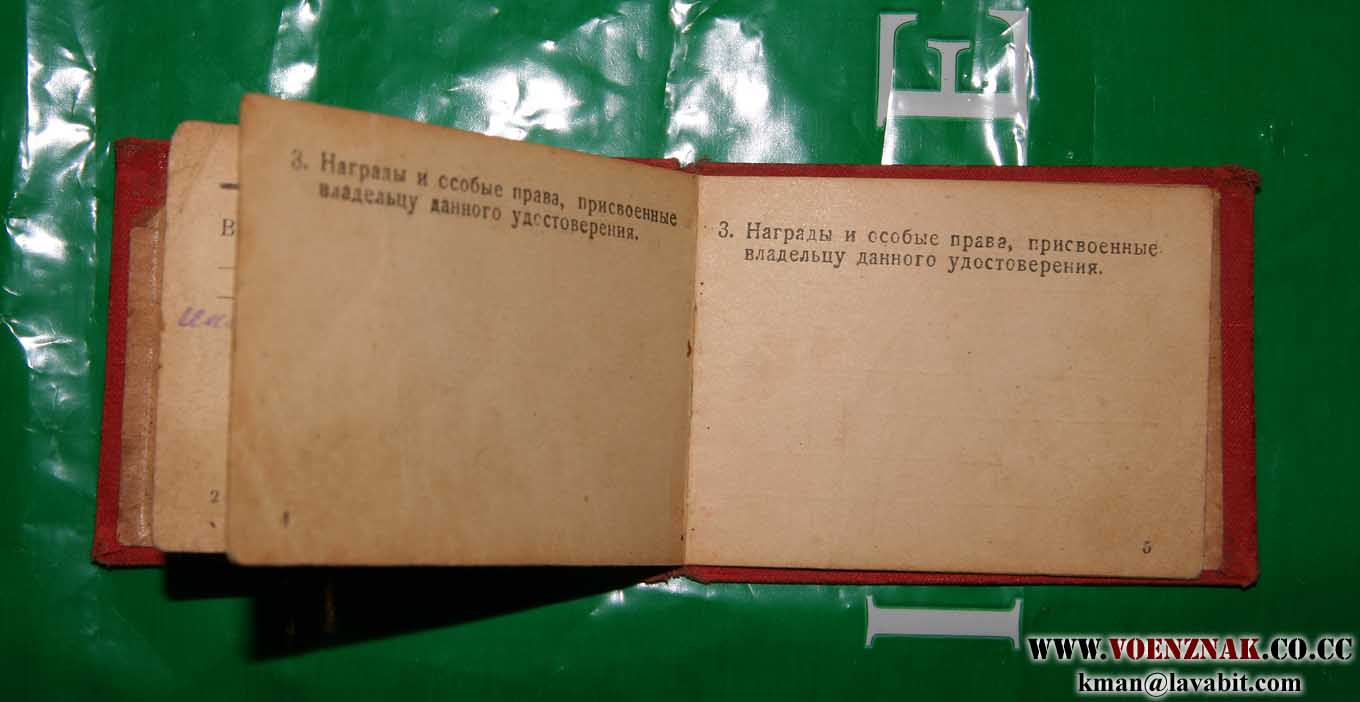 3. Награды и особые права, присвоенные
владельцу данного удостоверения.
В
2
3. Награды и особые права, присвоенные
владельцу данного удостоверения.
5
WWW.VOENZNAK.CO.CC
kman@lavabit.com